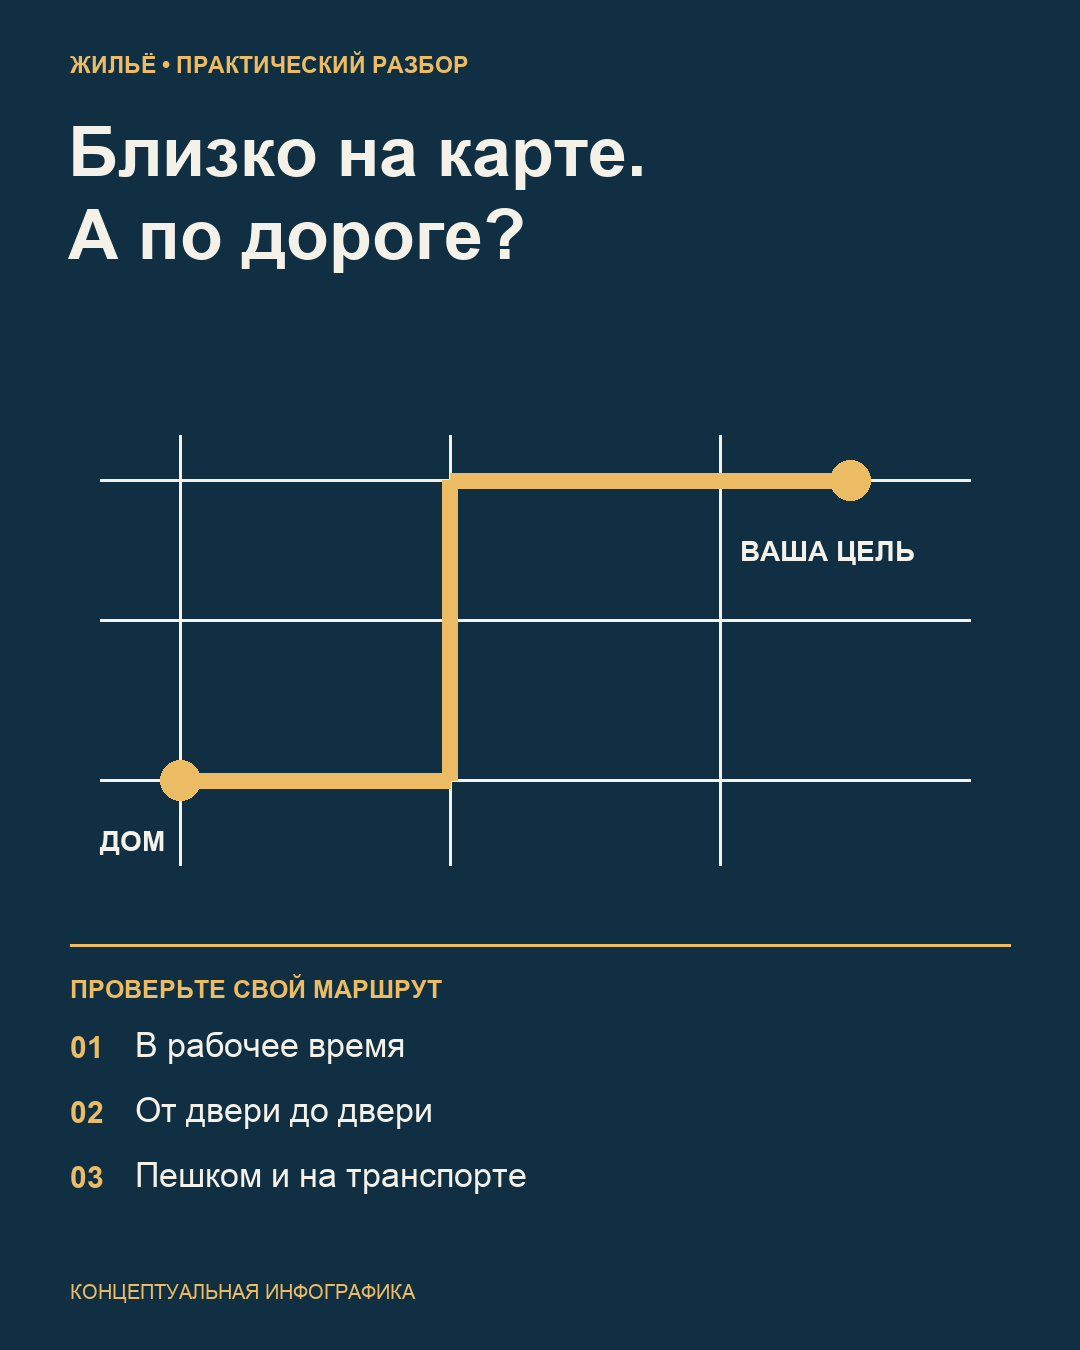 ЖИЛЬЁ • ПРАКТИЧЕСКИЙ РАЗБОР
Близко на карте.
А по дороге?
ВАША ЦЕЛЬ
ДОМ
ПРОВЕРЬТЕ СВОЙ МАРШРУТ
01 В рабочее время
02 От двери до двери
03 Пешком и на транспорте
КОНЦЕПТУАЛЬНАЯ ИНФОГРАФИКА